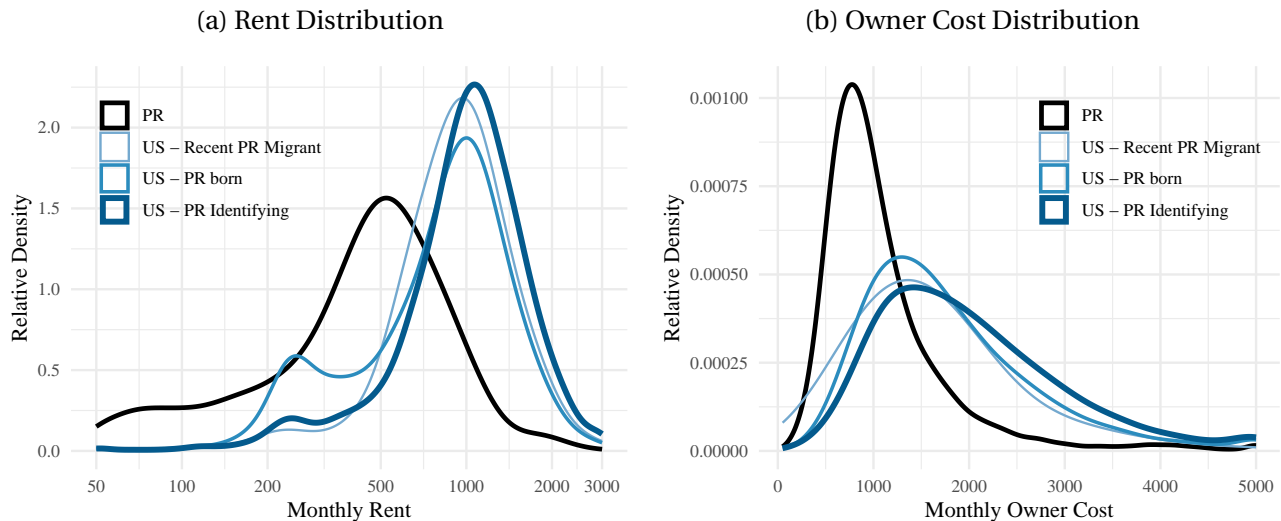 (a) Rent Distribution
Relative Density
2.0
1.5
1.0
0.5
0.0
PR
US – Recent PR Migrant
US – PR born
US – PR Identifying
50 100 200 500 1000 2000 3000
Monthly Rent
(b) Owner Cost Distribution
Relative Density
0.00100
0.00075
0.00050
0.00025
0.00000
PR
US – Recent PR Migrant
US – PR born
US – PR Identifying
0 1000 2000 3000 4000 5000
Monthly Owner Cost